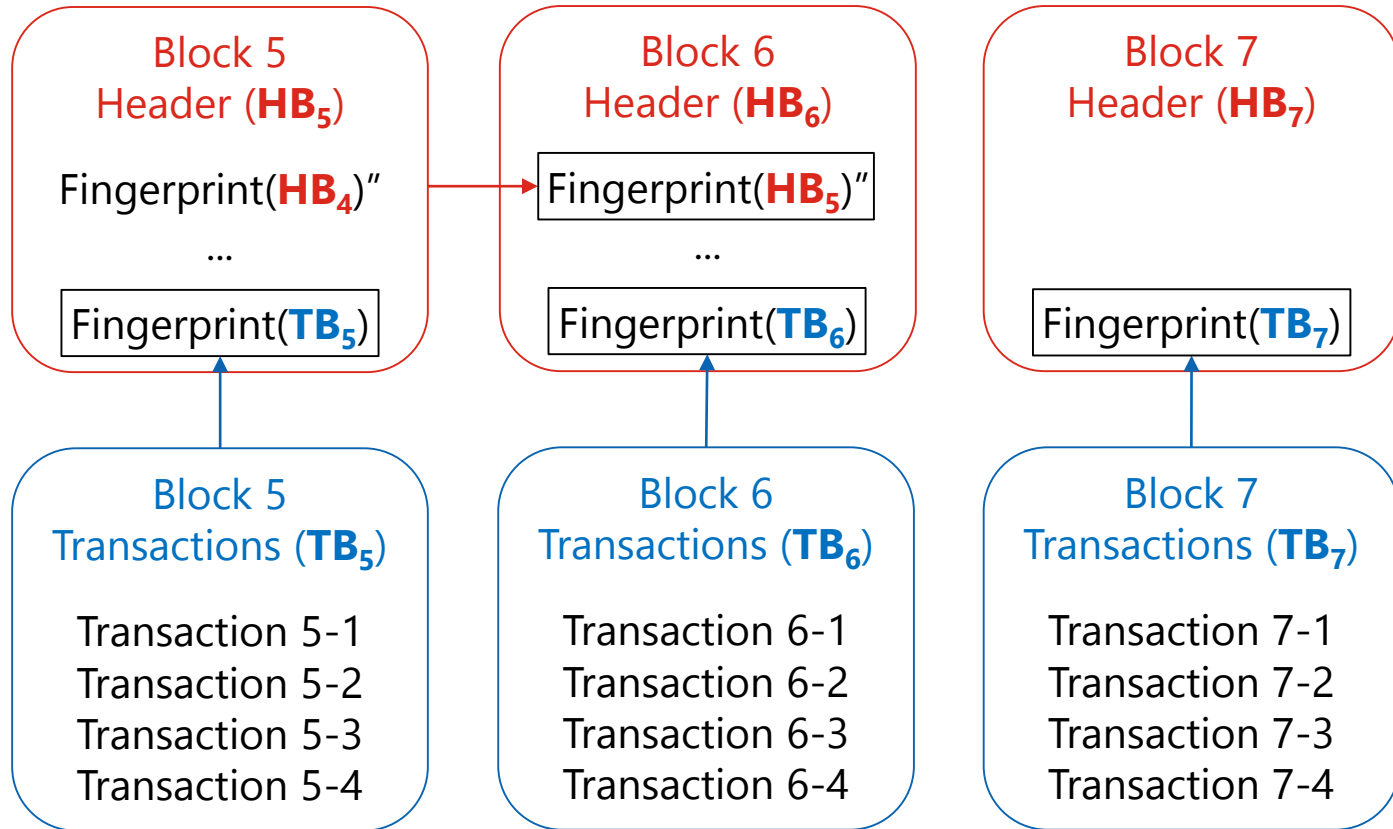 Block 5
Header (HB₅)
Fingerprint(HB₄)”
...
Fingerprint(TB₅)
Block 6
Header (HB₆)
Fingerprint(HB₅)”
...
Fingerprint(TB₆)
Block 7
Header (HB₇)
Fingerprint(TB₇)
Block 5
Transactions (TB₅)
Transaction 5-1
Transaction 5-2
Transaction 5-3
Transaction 5-4
Block 6
Transactions (TB₆)
Transaction 6-1
Transaction 6-2
Transaction 6-3
Transaction 6-4
Block 7
Transactions (TB₇)
Transaction 7-1
Transaction 7-2
Transaction 7-3
Transaction 7-4